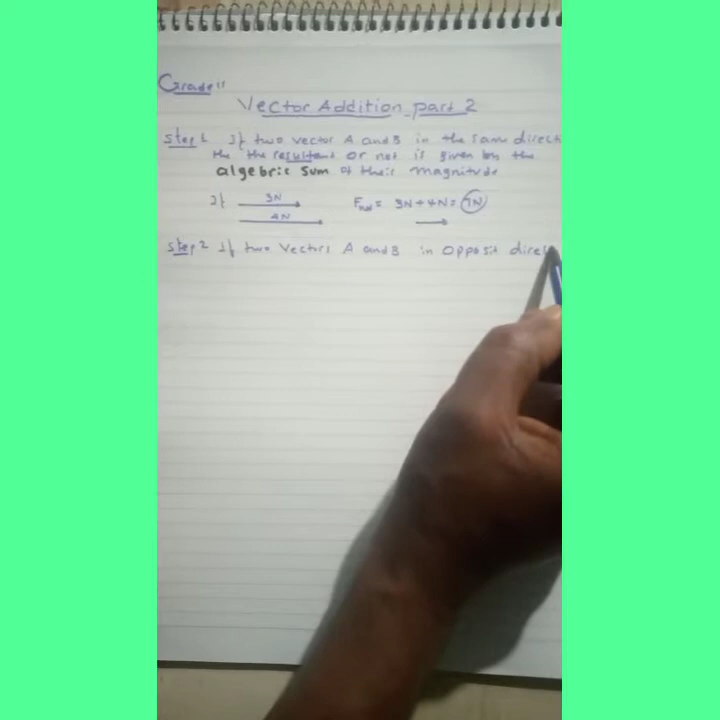 Grade 11
Vector Addition part 2
step 1 If two vector A and B in the same direct
the the resultant or net is given by the
algebric sum of their magnitude
If 3N Fnet = 3N + 4N = 7N
4N
step 2 If two vectors A and B in opposit direct